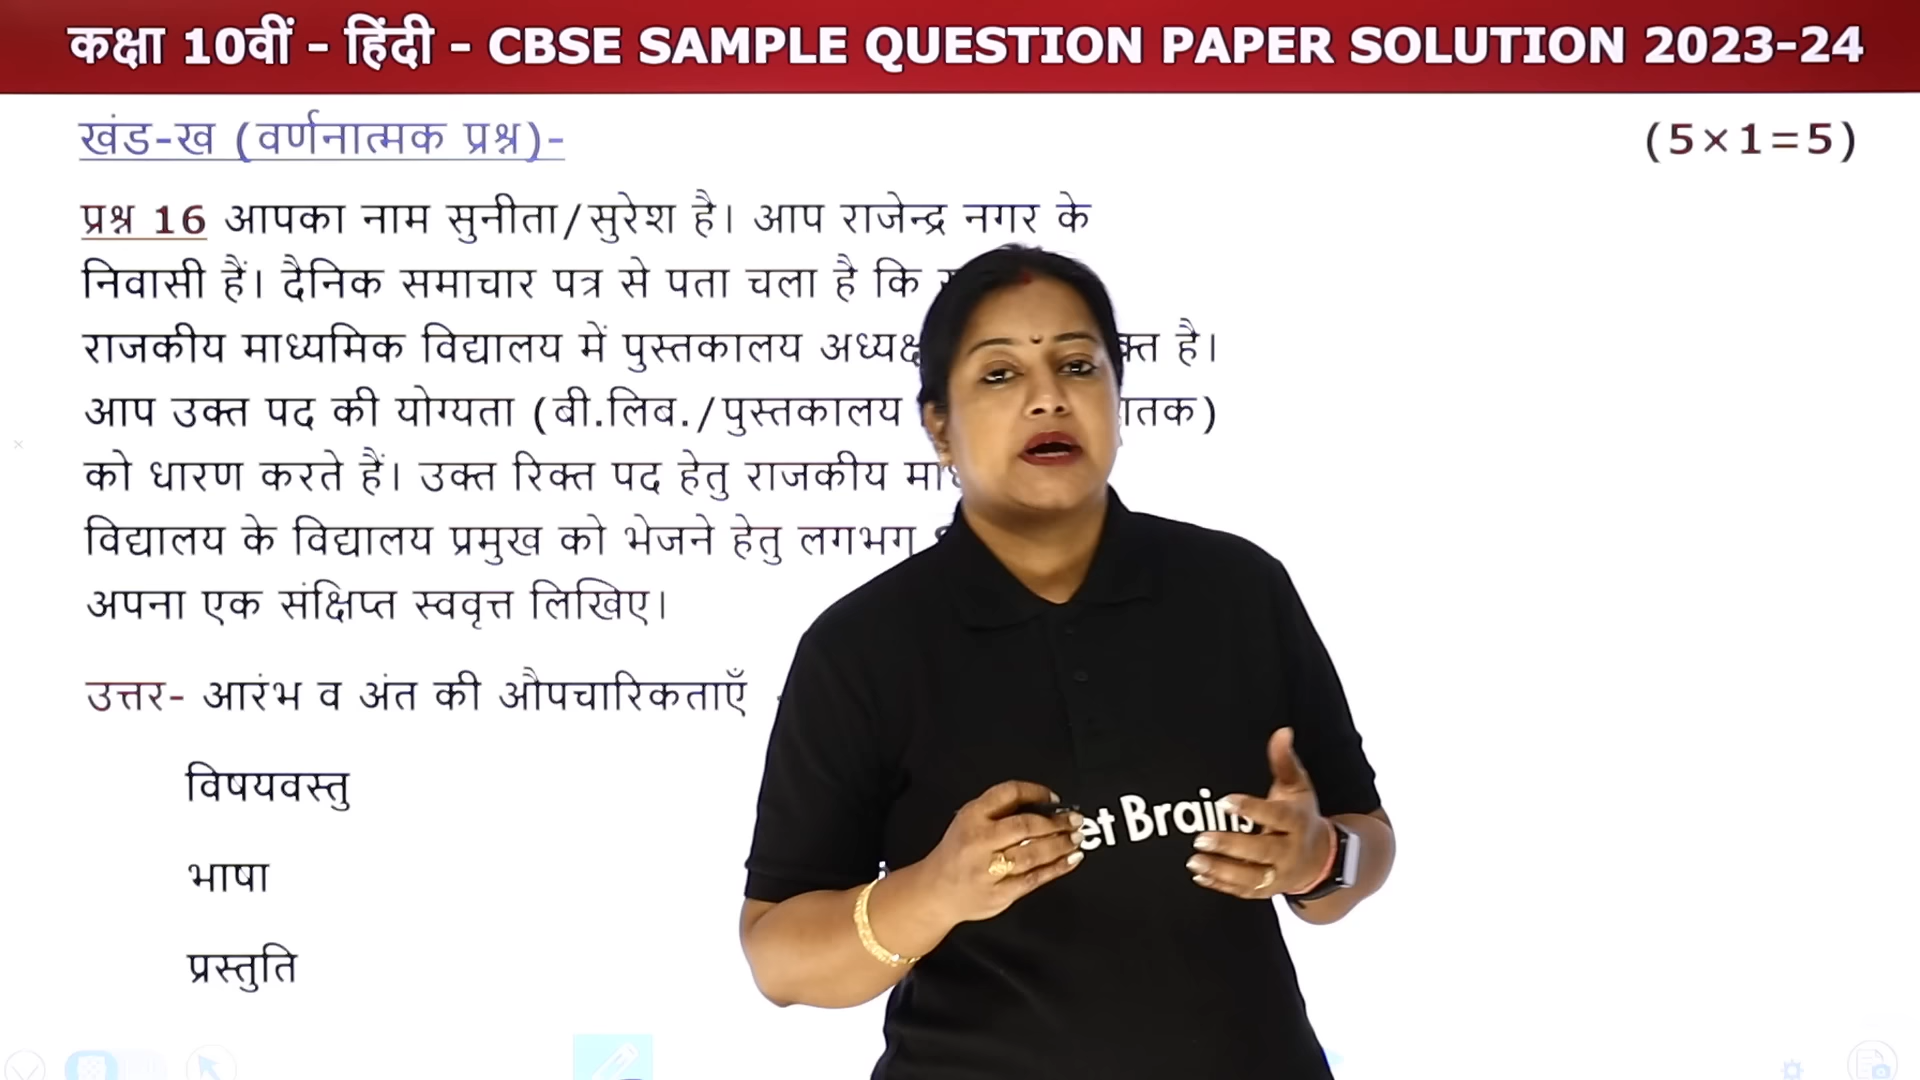 कक्षा 10वीं - हिंदी - CBSE SAMPLE QUESTION PAPER SOLUTION 2023-24
खंड-ख (वर्णनात्मक प्रश्न)-
(5×1=5)
प्रश्न 16 आपका नाम सुनीता/सुरेश है। आप राजेन्द्र नगर के
निवासी हैं। दैनिक समाचार पत्र से पता चला है कि
राजकीय माध्यमिक विद्यालय में पुस्तकालय है।
आप उक्त पद की योग्यता (बी.लिब./पुस्तकालय
को धारण करते हैं। उक्त रिक्त पद हेतु राजकीय
विद्यालय के विद्यालय प्रमुख को भेजने हेतु लगभग
अपना एक संक्षिप्त स्ववृत्त लिखिए।
उत्तर- आरंभ व अंत की औपचारिकताएँ
विषयवस्तु
भाषा
प्रस्तुति
Brains